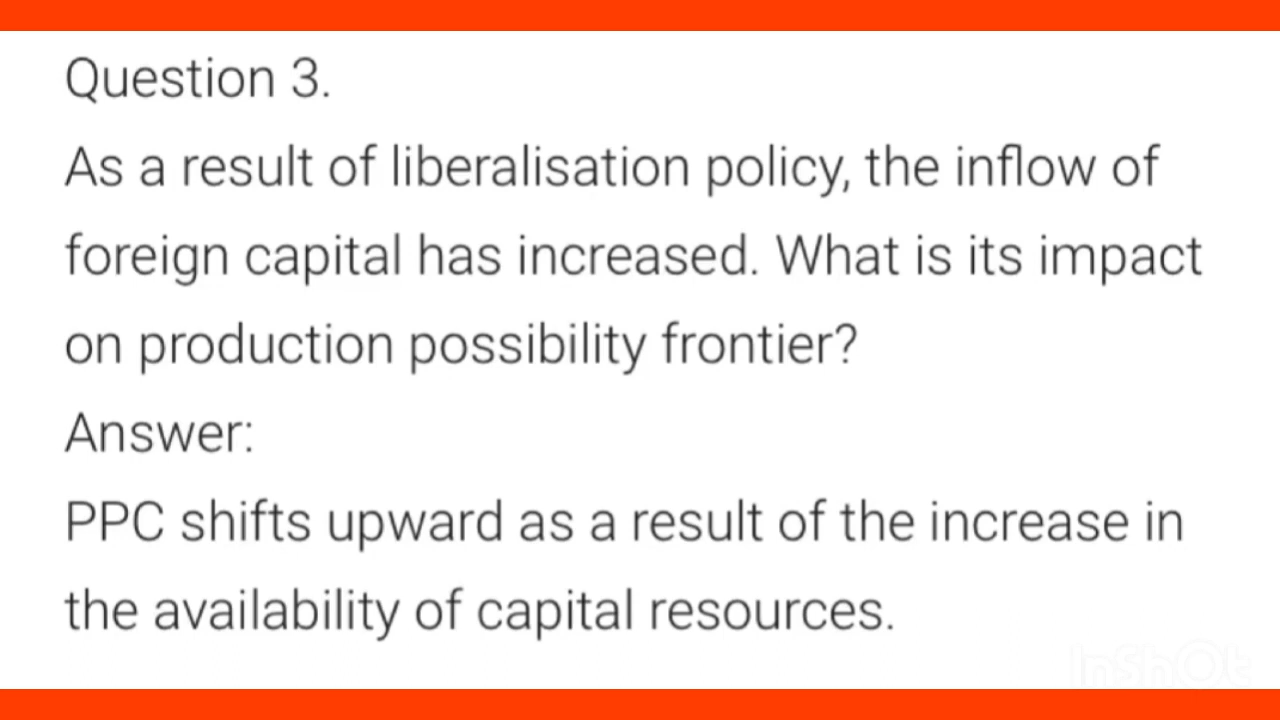 Question 3.
As a result of liberalisation policy, the inflow of
foreign capital has increased. What is its impact
on production possibility frontier?
Answer:
PPC shifts upward as a result of the increase in
the availability of capital resources.
InShOt